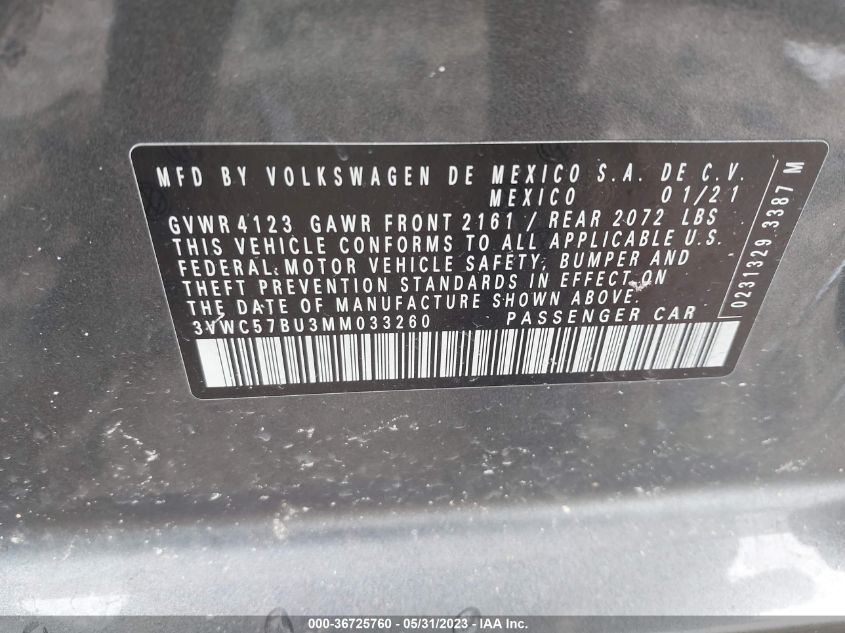 MFD BY VOLKSWAGEN DE MEXICO S.A. DE C.V.
MEXICO 01/21
GVWR 4123 GAWR FRONT 2161 / REAR 2072 LBS
THIS VEHICLE CONFORMS TO ALL APPLICABLE U.S.
FEDERAL MOTOR VEHICLE SAFETY, BUMPER AND
THEFT PREVENTION STANDARDS IN EFFECT ON
THE DATE OF MANUFACTURE SHOWN ABOVE.
3VWC57BU3MM033260 PASSENGER CAR
0231329 3387 M
000-36725760 - 05/31/2023 - IAA Inc.